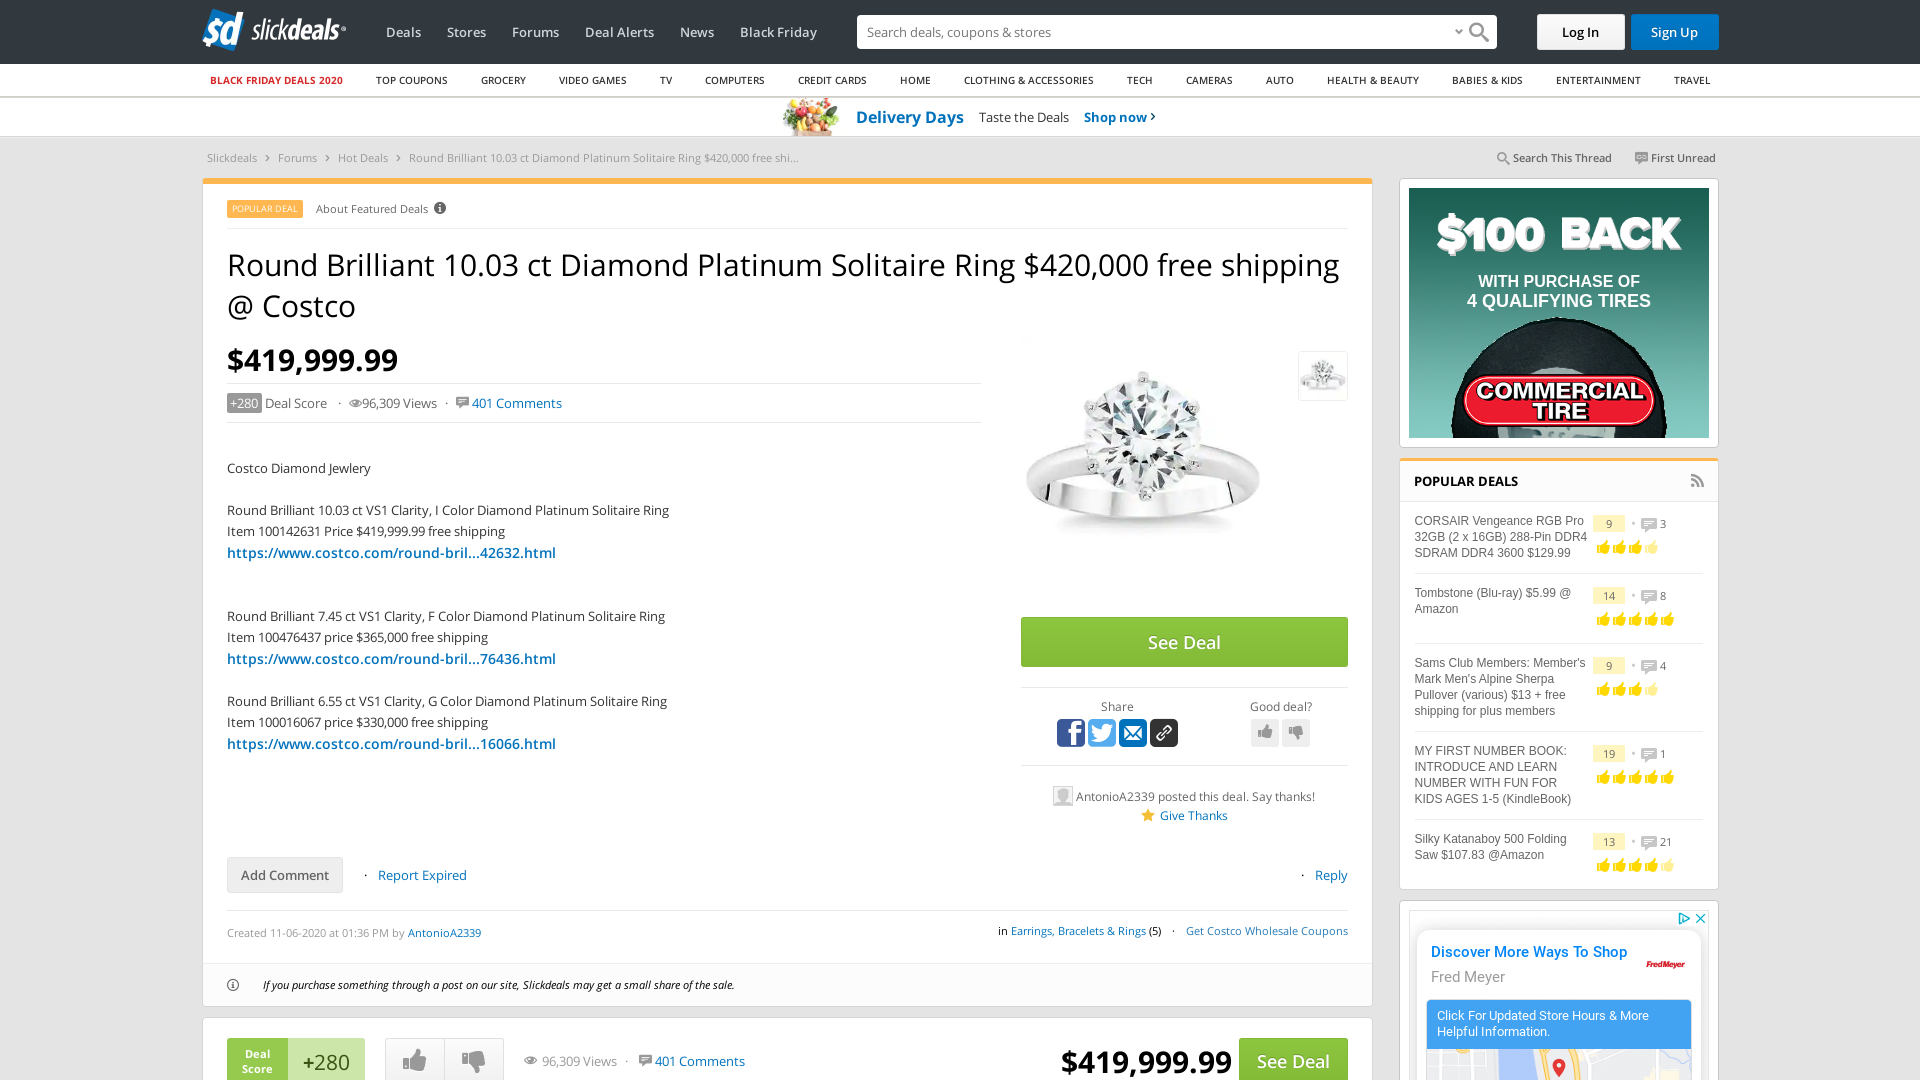 slickdeals
Deals
Stores
Forums
Deal Alerts
News
Black Friday
Search deals, coupons & stores
Log In
Sign Up
BLACK FRIDAY DEALS 2020
TOP COUPONS
GROCERY
VIDEO GAMES
TV
COMPUTERS
CREDIT CARDS
HOME
CLOTHING & ACCESSORIES
TECH
CAMERAS
AUTO
HEALTH & BEAUTY
BABIES & KIDS
ENTERTAINMENT
TRAVEL
Delivery Days Taste the Deals Shop now ›
Slickdeals › Forums › Hot Deals › Round Brilliant 10.03 ct Diamond Platinum Solitaire Ring $420,000 free shi...
Search This Thread
First Unread
POPULAR DEAL
About Featured Deals
Round Brilliant 10.03 ct Diamond Platinum Solitaire Ring $420,000 free shipping
@ Costco
$419,999.99
+280 Deal Score · 96,309 Views · 401 Comments
Costco Diamond Jewlery
Round Brilliant 10.03 ct VS1 Clarity, I Color Diamond Platinum Solitaire Ring
Item 100142631 Price $419,999.99 free shipping
https://www.costco.com/round-bril...42632.html
Round Brilliant 7.45 ct VS1 Clarity, F Color Diamond Platinum Solitaire Ring
Item 100476437 price $365,000 free shipping
https://www.costco.com/round-bril...76436.html
Round Brilliant 6.55 ct VS1 Clarity, G Color Diamond Platinum Solitaire Ring
Item 100016067 price $330,000 free shipping
https://www.costco.com/round-bril...16066.html
See Deal
Share
Good deal?
AntonioA2339 posted this deal. Say thanks!
Give Thanks
Add Comment · Report Expired
· Reply
Created 11-06-2020 at 01:36 PM by AntonioA2339
in Earrings, Bracelets & Rings (5) · Get Costco Wholesale Coupons
If you purchase something through a post on our site, Slickdeals may get a small share of the sale.
Deal
Score
+280
96,309 Views · 401 Comments
$419,999.99
See Deal
$100 BACK
WITH PURCHASE OF
4 QUALIFYING TIRES
COMMERCIAL
TIRE
POPULAR DEALS
CORSAIR Vengeance RGB Pro
32GB (2 x 16GB) 288-Pin DDR4
SDRAM DDR4 3600 $129.99
9 • 3
Tombstone (Blu-ray) $5.99 @
Amazon
14 • 8
Sams Club Members: Member's
Mark Men's Alpine Sherpa
Pullover (various) $13 + free
shipping for plus members
9 • 4
MY FIRST NUMBER BOOK:
INTRODUCE AND LEARN
NUMBER WITH FUN FOR
KIDS AGES 1-5 (KindleBook)
19 • 1
Silky Katanaboy 500 Folding
Saw $107.83 @Amazon
13 • 21
Discover More Ways To Shop
Fred Meyer
FredMeyer
Click For Updated Store Hours & More
Helpful Information.